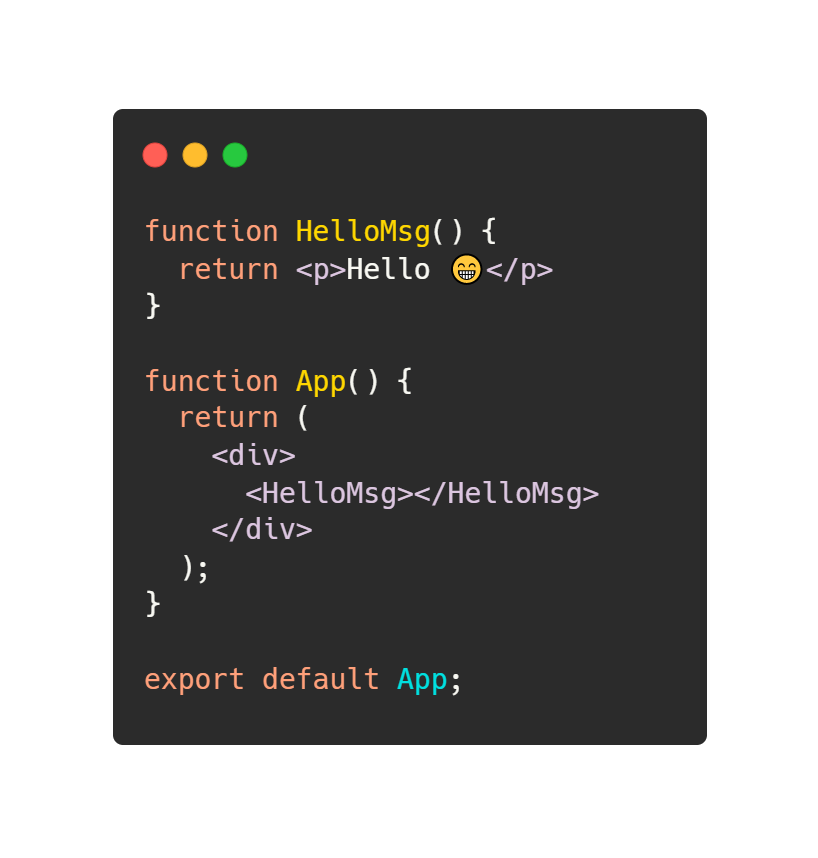 function HelloMsg() {
  return <p>Hello 😁</p>
}

function App() {
  return (
    <div>
      <HelloMsg></HelloMsg>
    </div>
  );
}

export default App;